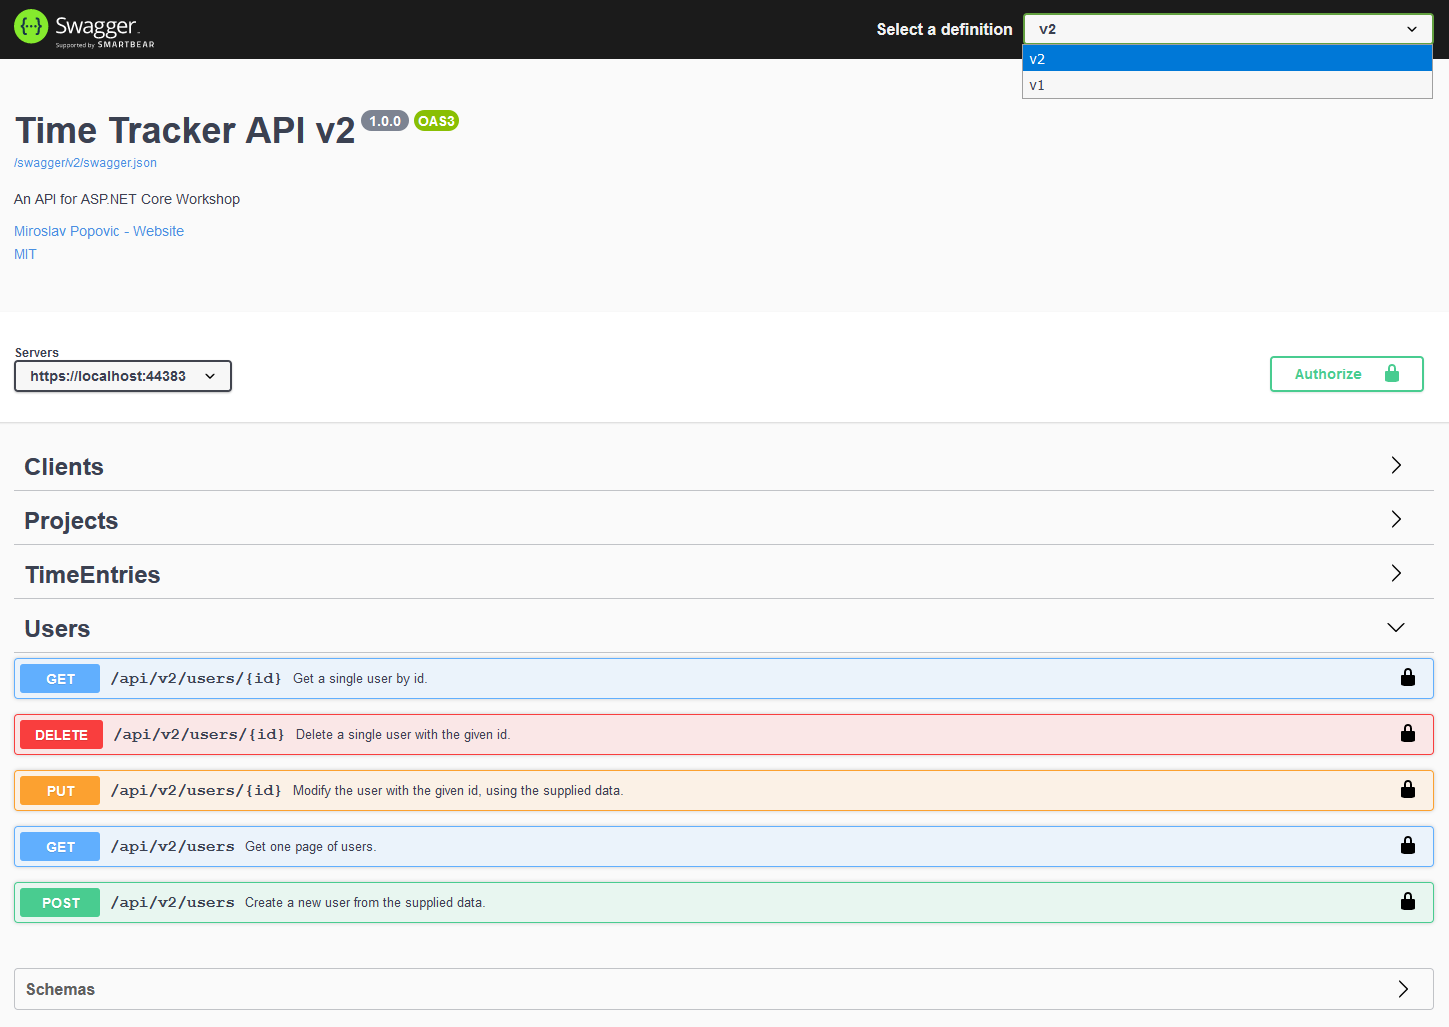 {···} Swagger.
Supported by SMARTBEAR
Select a definition
v2
v2
v1
Time Tracker API v2 1.0.0 OAS3
/swagger/v2/swagger.json
An API for ASP.NET Core Workshop
Miroslav Popovic - Website
MIT
Servers
https://localhost:44383
Authorize
Clients
Projects
TimeEntries
Users
GET /api/v2/users/{id} Get a single user by id.
DELETE /api/v2/users/{id} Delete a single user with the given id.
PUT /api/v2/users/{id} Modify the user with the given id, using the supplied data.
GET /api/v2/users Get one page of users.
POST /api/v2/users Create a new user from the supplied data.
Schemas